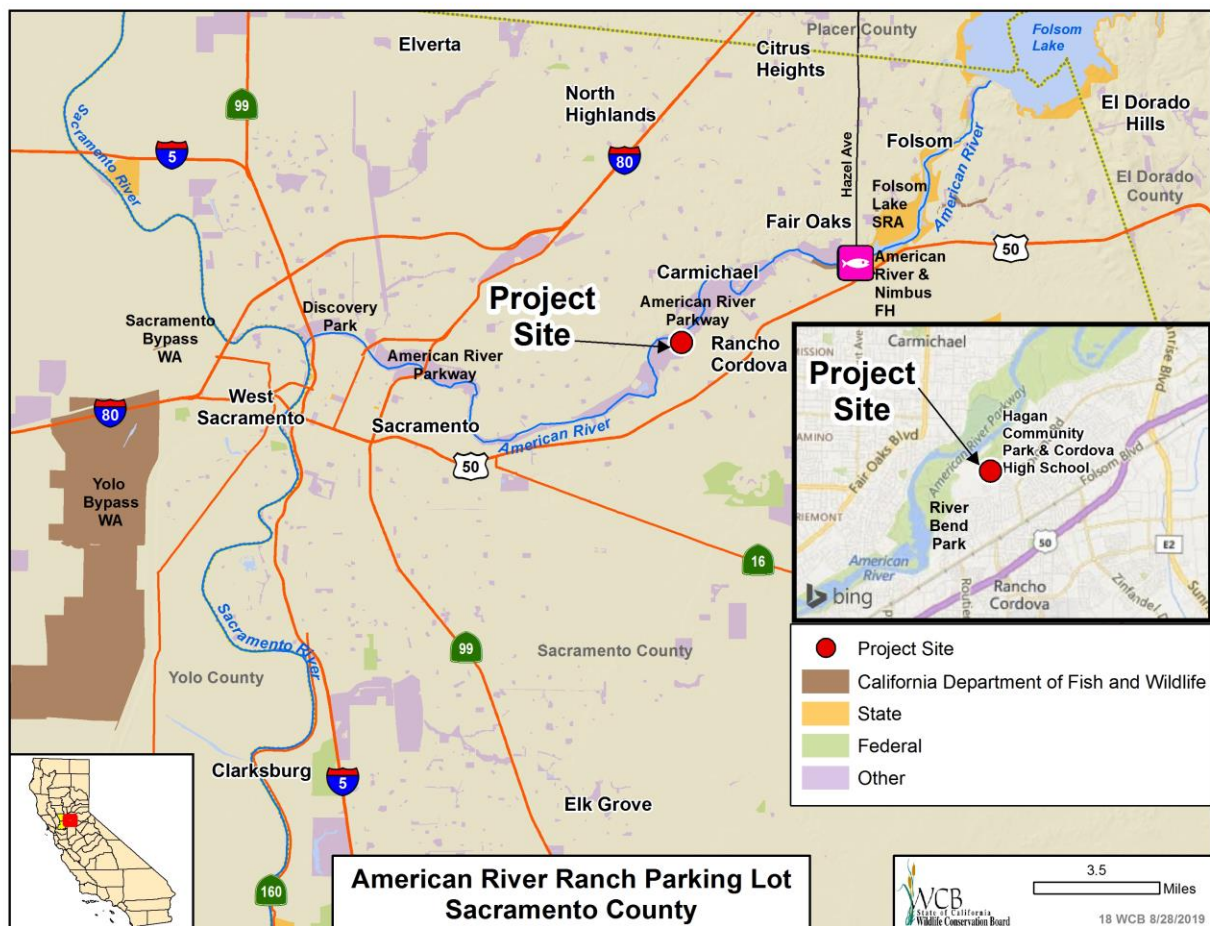 Elverta
Placer County
Citrus
Heights
Folsom
Lake
99
North
Highlands
El Dorado
Hills
Sacramento River
5
80
Hazel Ave
Folsom
American River
El Dorado
County
Folsom
Lake
SRA
Fair Oaks
50
Carmichael
American
River &
Nimbus
FH
Project
Site
American River
Parkway
Discovery
Park
Rancho
Cordova
Sacramento
Bypass
WA
American River
Parkway
West
Sacramento
80
Sacramento
American River
50
Yolo
Bypass
WA
16
Sacramento River
99
Sacramento County
Yolo County
Clarksburg
5
Elk Grove
160
Carmichael
Project
Site
Hagan
Community
Park & Cordova
High School
American River Parkway
Fair Oaks Blvd
Folsom Blvd
River
Bend
Park
50
E2
American
River
Rancho
Cordova
bing
Project Site
California Department of Fish and Wildlife
State
Federal
Other
American River Ranch Parking Lot
Sacramento County
WCB
State of California
Wildlife Conservation Board
3.5
Miles
18 WCB 8/28/2019